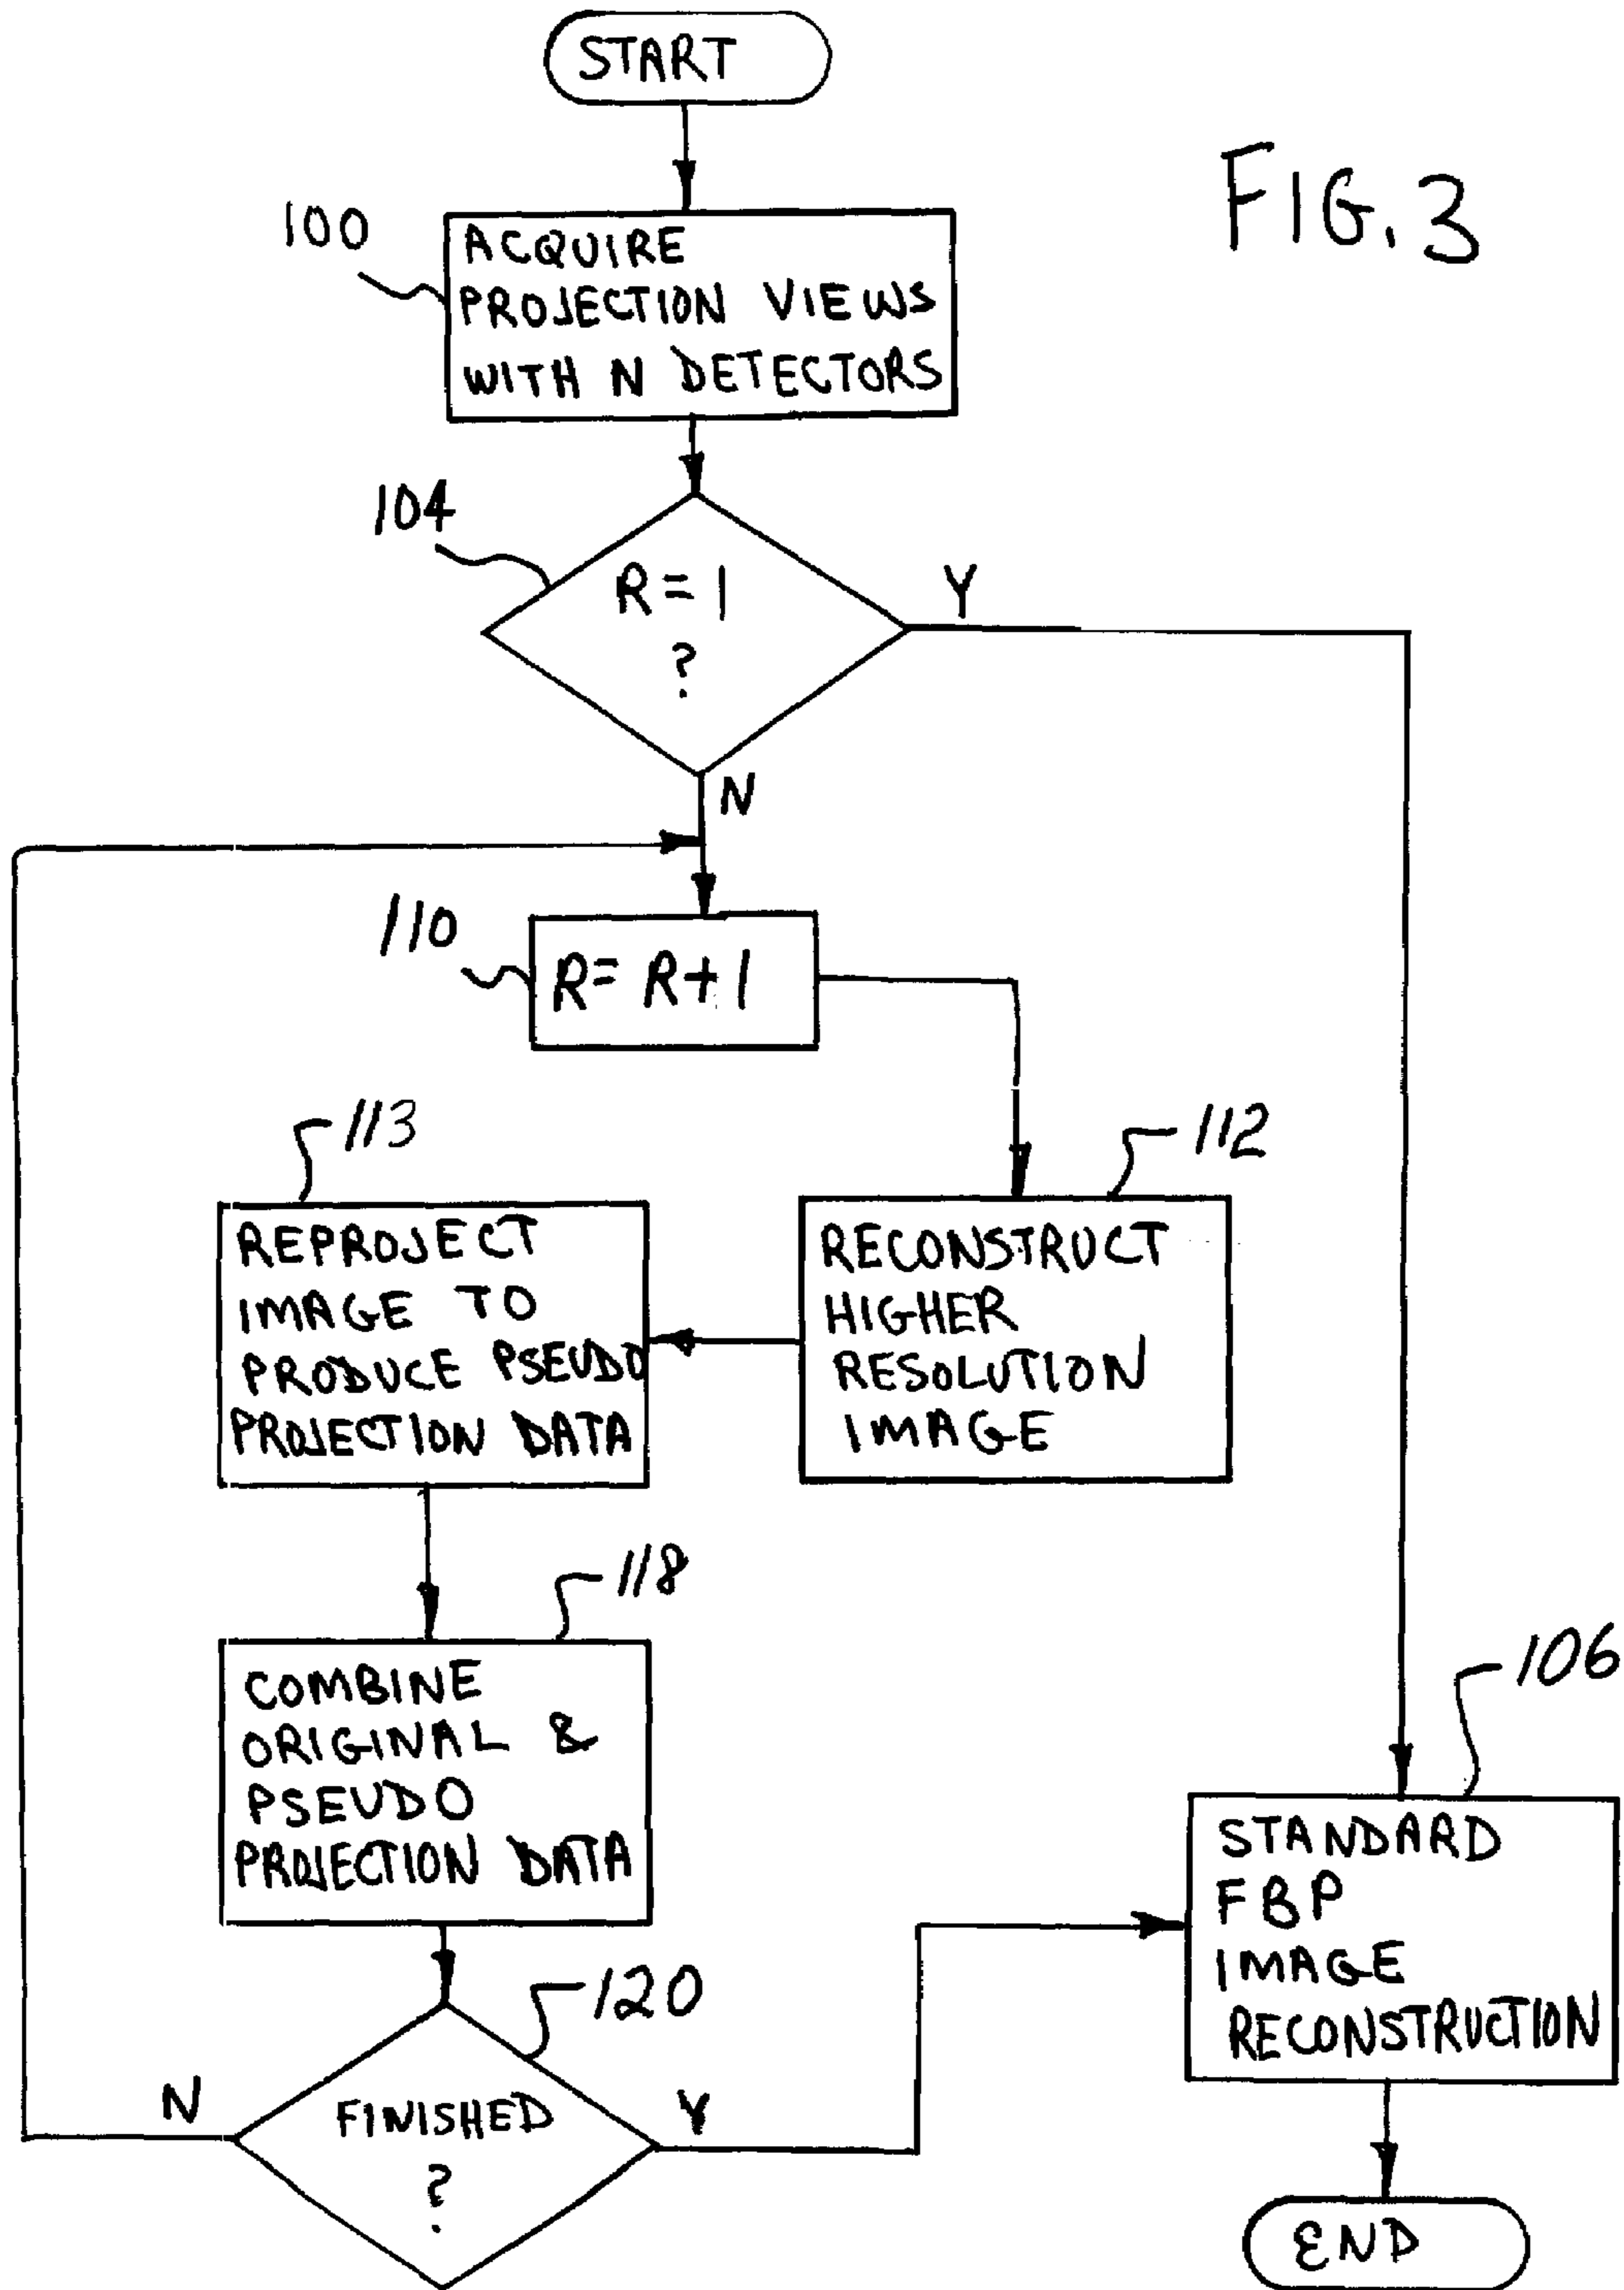 START
FIG. 3
100
ACQUIRE
PROJECTION VIEWS
WITH N DETECTORS
104
R = 1
?
Y
N
110
R = R + 1
113
112
REPROJECT
IMAGE TO
PRODUCE PSEUDO
PROJECTION DATA
RECONSTRUCT
HIGHER
RESOLUTION
IMAGE
118
COMBINE
ORIGINAL &
PSEUDO
PROJECTION DATA
106
STANDARD
FBP
IMAGE
RECONSTRUCTION
120
N
FINISHED
?
Y
END